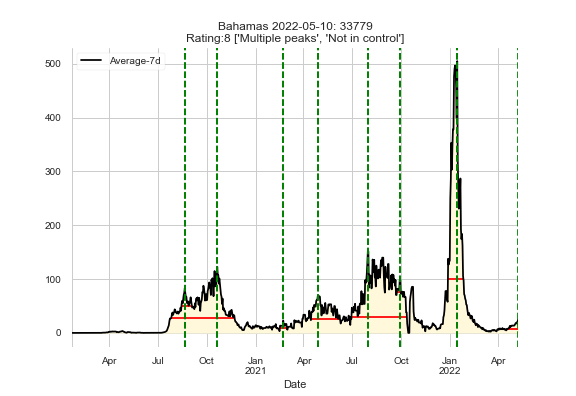 Bahamas 2022-05-10: 33779
Rating:8 ['Multiple peaks', 'Not in control']
Average-7d
500
400
300
200
100
0
Apr Jul Oct Jan Apr Jul Oct Jan Apr
2021 2022
Date